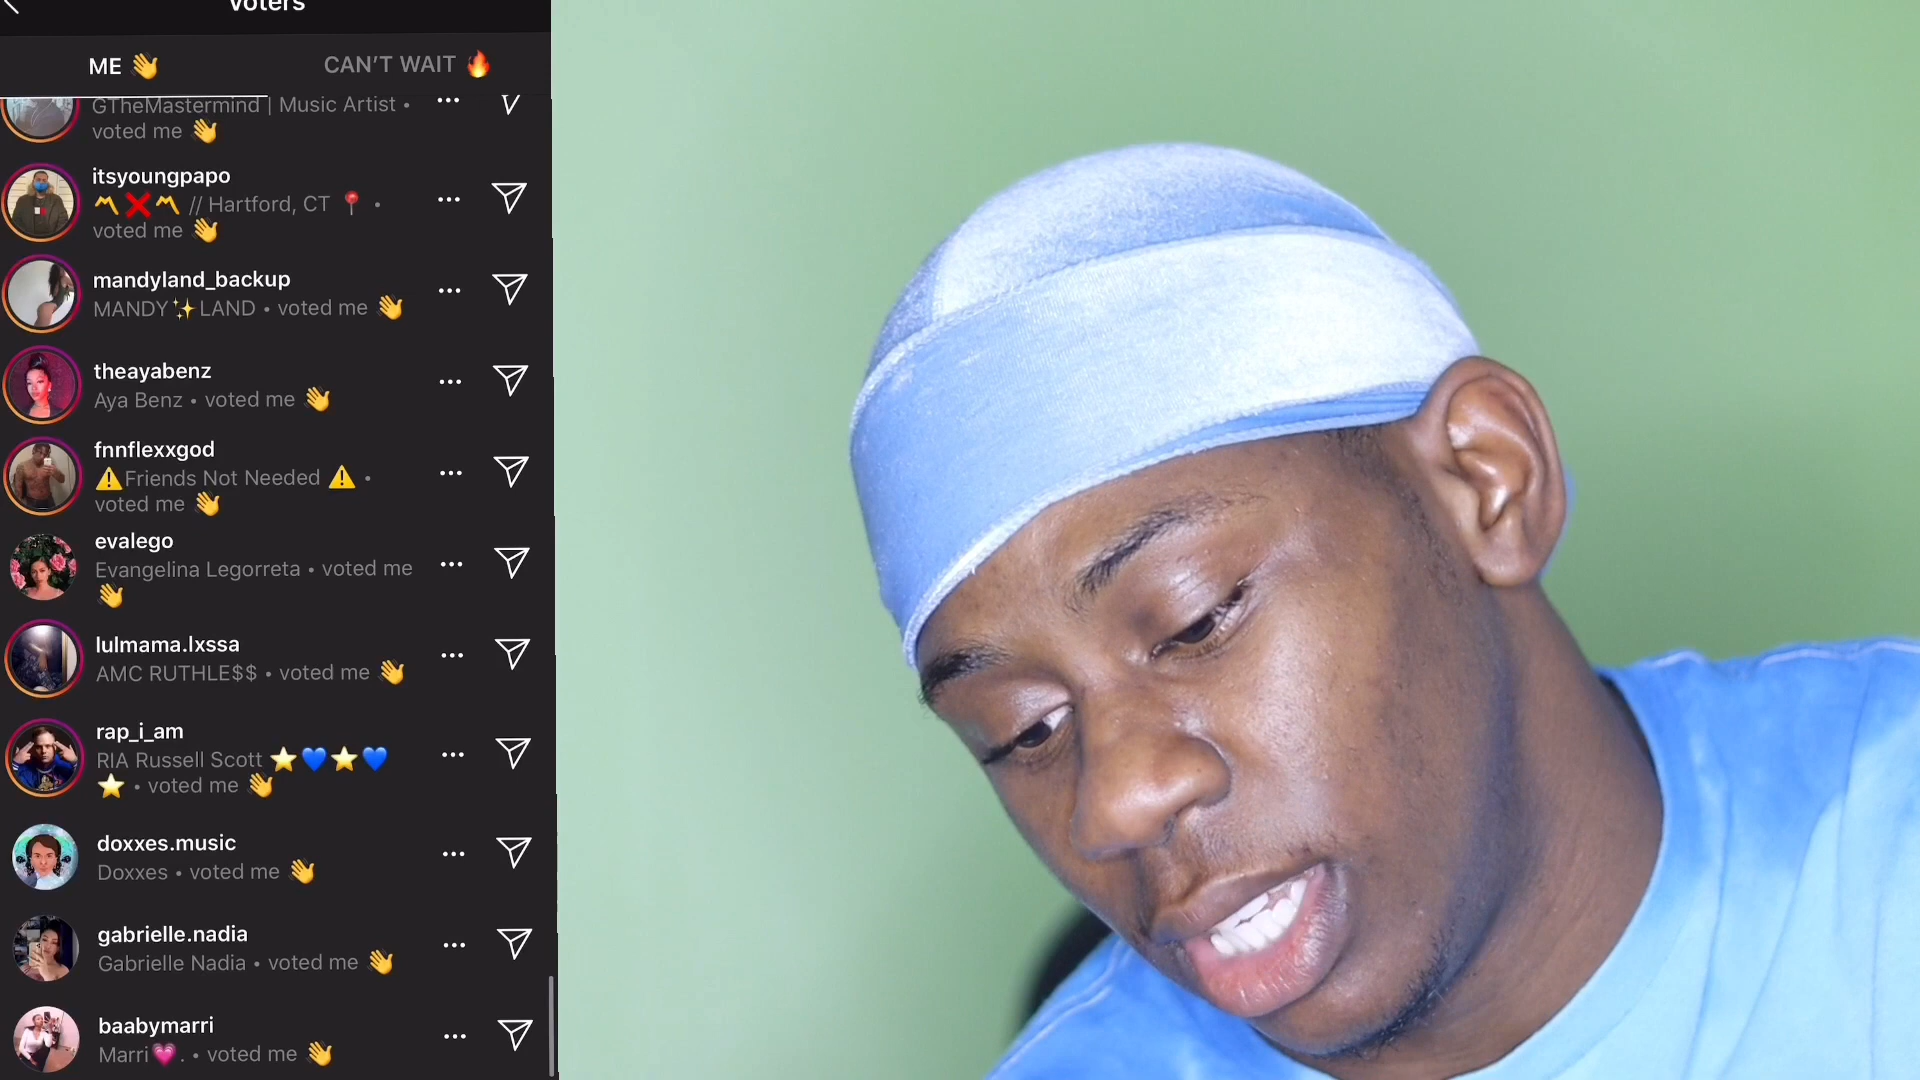 Voters
ME 👋
CAN'T WAIT 🔥
GTheMastermind | Music Artist •
voted me 👋
itsyoungpapo
〽️❌〽️ // Hartford, CT 📍 •
voted me 👋
mandyland_backup
MANDY✨LAND • voted me 👋
theayabenz
Aya Benz • voted me 👋
fnnflexxgod
⚠️Friends Not Needed ⚠️ •
voted me 👋
evalego
Evangelina Legorreta • voted me
👋
lulmama.lxssa
AMC RUTHLE$$ • voted me 👋
rap_i_am
RIA Russell Scott ⭐💙⭐💙
⭐ • voted me 👋
doxxes.music
Doxxes • voted me 👋
gabrielle.nadia
Gabrielle Nadia • voted me 👋
baabymarri
Marri💗. • voted me 👋